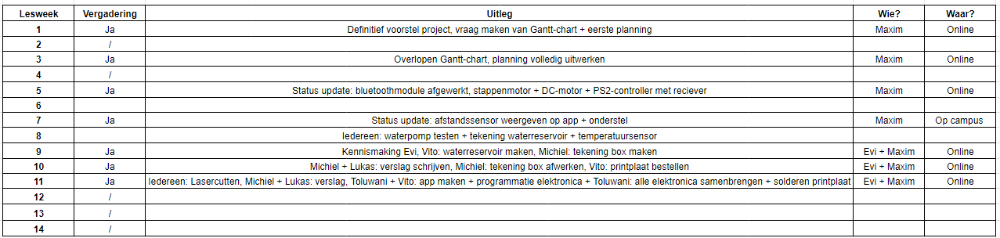 Lesweek Vergadering Uitleg Wie? Waar?
1 Ja Definitief voorstel project, vraag maken van Gantt-chart + eerste planning Maxim Online
2 /
3 Ja Overlopen Gantt-chart, planning volledig uitwerken Maxim Online
4 /
5 Ja Status update: bluetoothmodule afgewerkt, stappenmotor + DC-motor + PS2-controller met reciever Maxim Online
6
7 Ja Status update: afstandssensor weergeven op app + onderstel Maxim Op campus
8 Iedereen: waterpomp testen + tekening waterreservoir + temperatuursensor
9 Ja Kennismaking Evi, Vito: waterreservoir maken, Michiel: tekening box maken Evi + Maxim Online
10 Ja Michiel + Lukas: verslag schrijven, Michiel: tekening box afwerken, Vito: printplaat bestellen Evi + Maxim Online
11 Ja Iedereen: Lasercutten, Michiel + Lukas: verslag, Toluwani + Vito: app maken + programmatie elektronica + Toluwani: alle elektronica samenbrengen + solderen printplaat Evi + Maxim Online
12 /
13 /
14 /